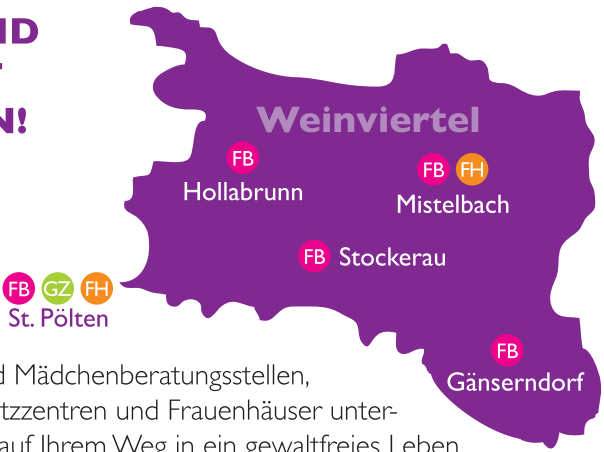 ND
N!
Weinviertel
FB
Hollabrunn
FB FH
Mistelbach
FB Stockerau
FB GZ FH
St. Pölten
FB
Gänserndorf
d Mädchenberatungsstellen,
tzzentren und Frauenhäuser unter-
auf Ihrem Weg in ein gewaltfreies Leben